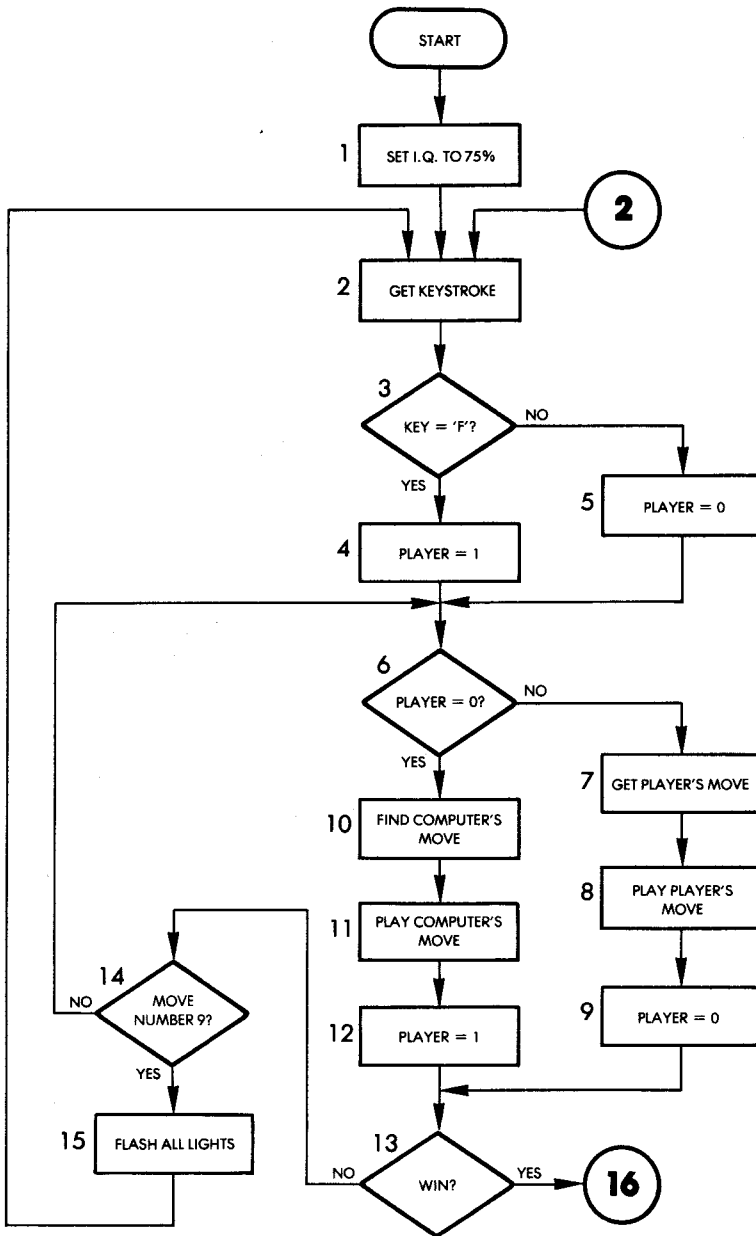 START
1
SET I.Q. TO 75%
2
2
GET KEYSTROKE
3
KEY = 'F'?
NO
YES
5
PLAYER = 0
4
PLAYER = 1
6
PLAYER = 0?
NO
YES
7
GET PLAYER'S MOVE
10
FIND COMPUTER'S
MOVE
8
PLAY PLAYER'S
MOVE
11
PLAY COMPUTER'S
MOVE
14
MOVE
NUMBER 9?
NO
YES
12
PLAYER = 1
9
PLAYER = 0
15
FLASH ALL LIGHTS
13
WIN?
NO
YES
16